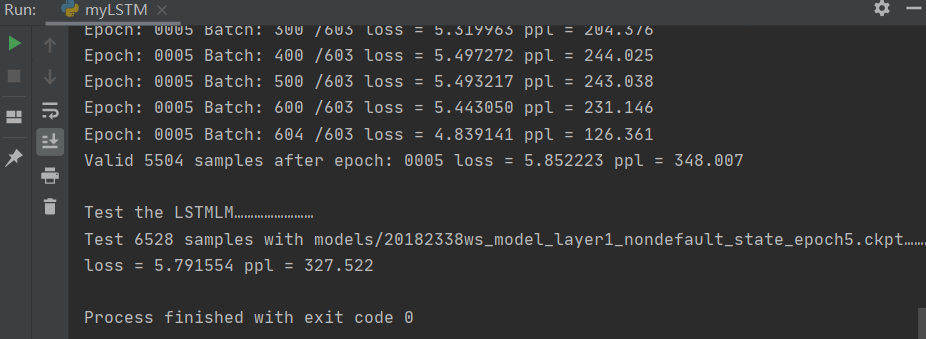 Run: myLSTM
Epoch: 0005 Batch: 300 /603 loss = 5.319963 ppl = 204.376
Epoch: 0005 Batch: 400 /603 loss = 5.497272 ppl = 244.025
Epoch: 0005 Batch: 500 /603 loss = 5.493217 ppl = 243.038
Epoch: 0005 Batch: 600 /603 loss = 5.443050 ppl = 231.146
Epoch: 0005 Batch: 604 /603 loss = 4.839141 ppl = 126.361
Valid 5504 samples after epoch: 0005 loss = 5.852223 ppl = 348.007
Test the LSTMLM……………………
Test 6528 samples with models/20182338ws_model_layer1_nondefault_state_epoch5.ckpt……
loss = 5.791554 ppl = 327.522
Process finished with exit code 0